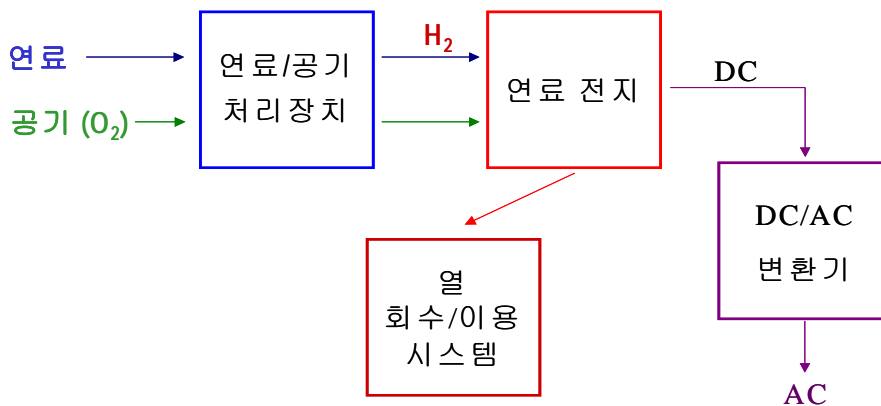 연료
공기 (O₂)
연료/공기
처리장치
H₂
연료 전지
DC
DC/AC
변환기
AC
열
회수/이용
시스템